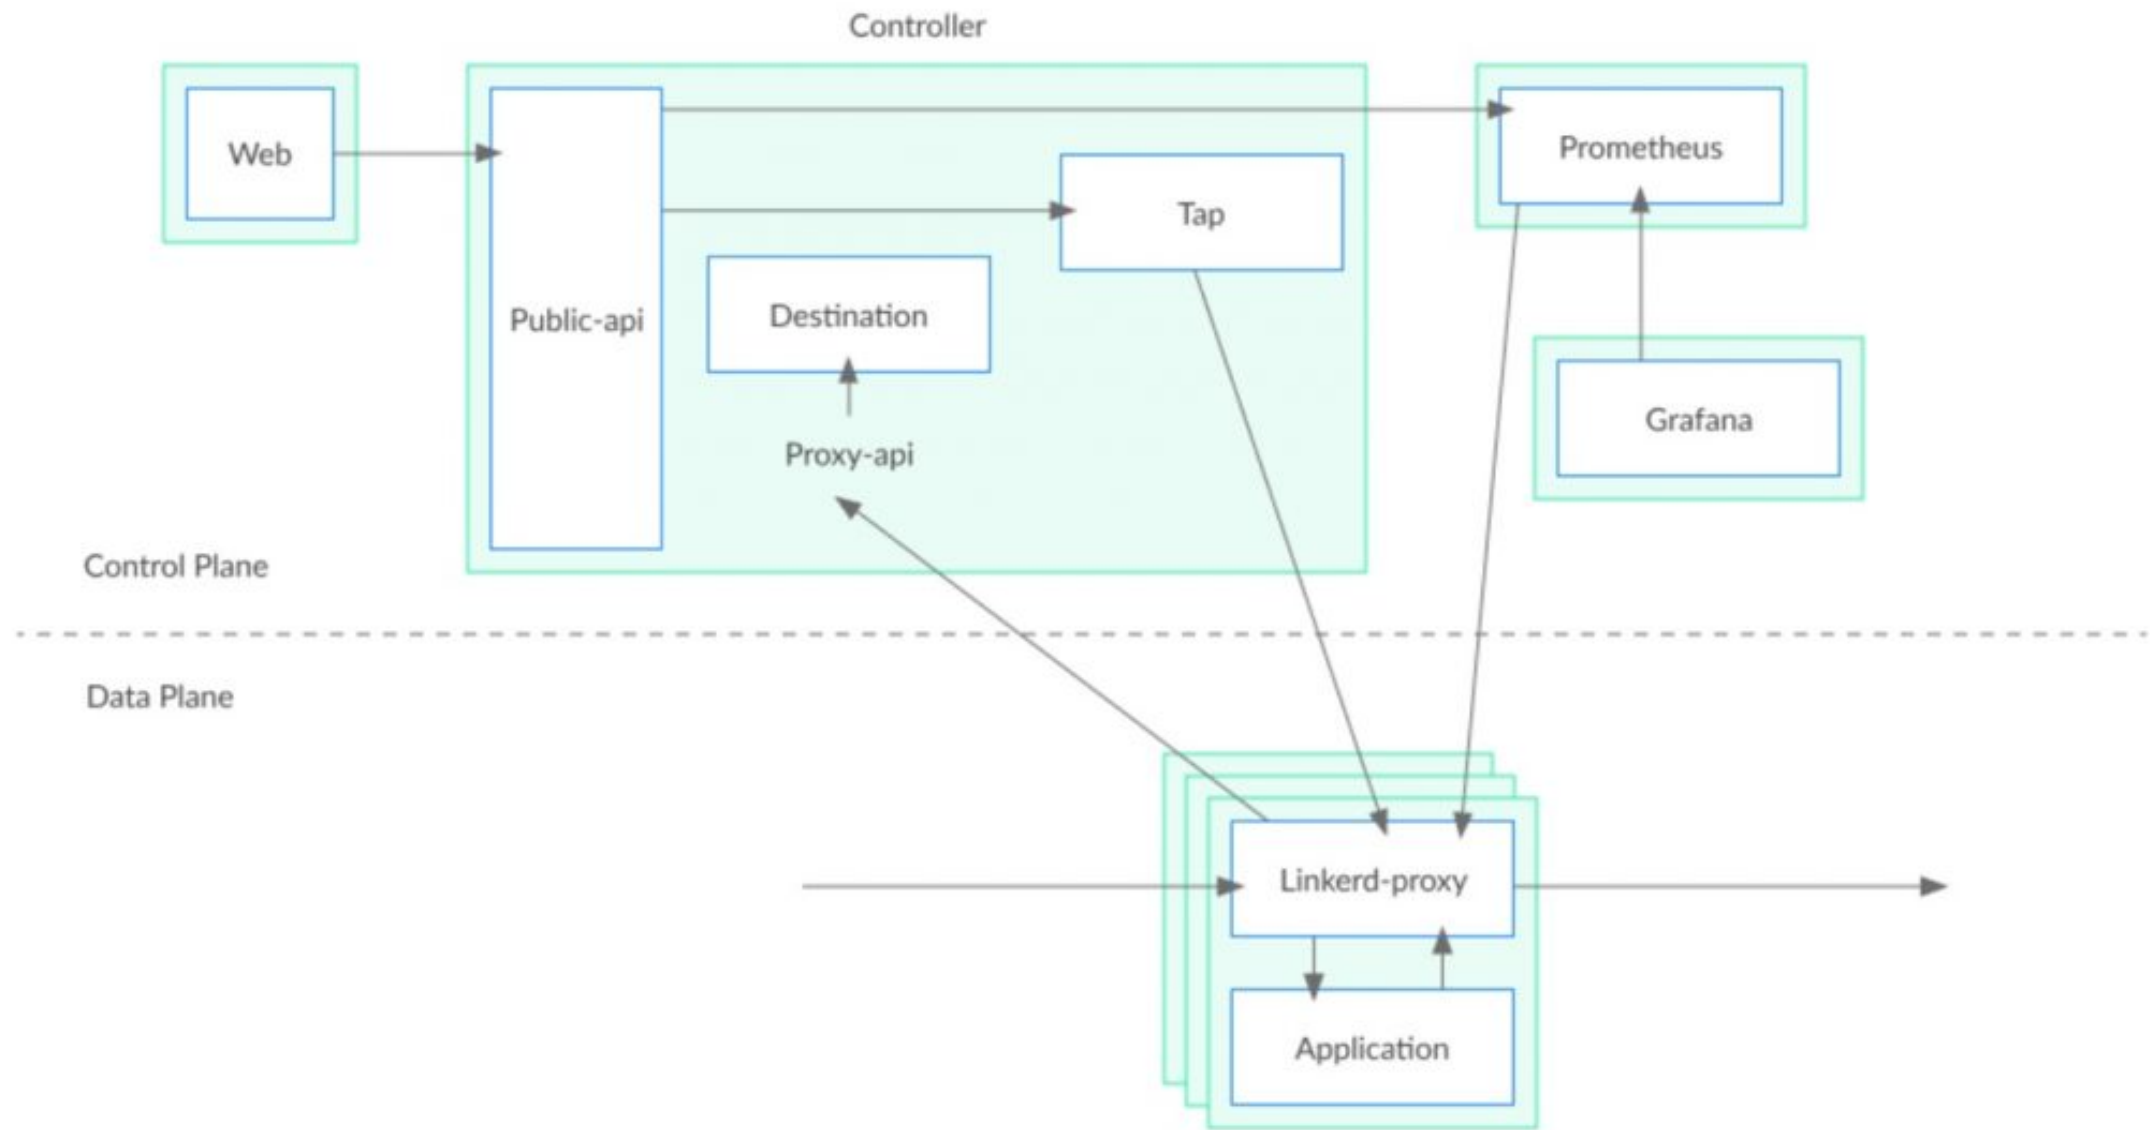 Controller
Web
Prometheus
Tap
Destination
Public-api
Grafana
Proxy-api
Control Plane
Data Plane
Linkerd-proxy
Application